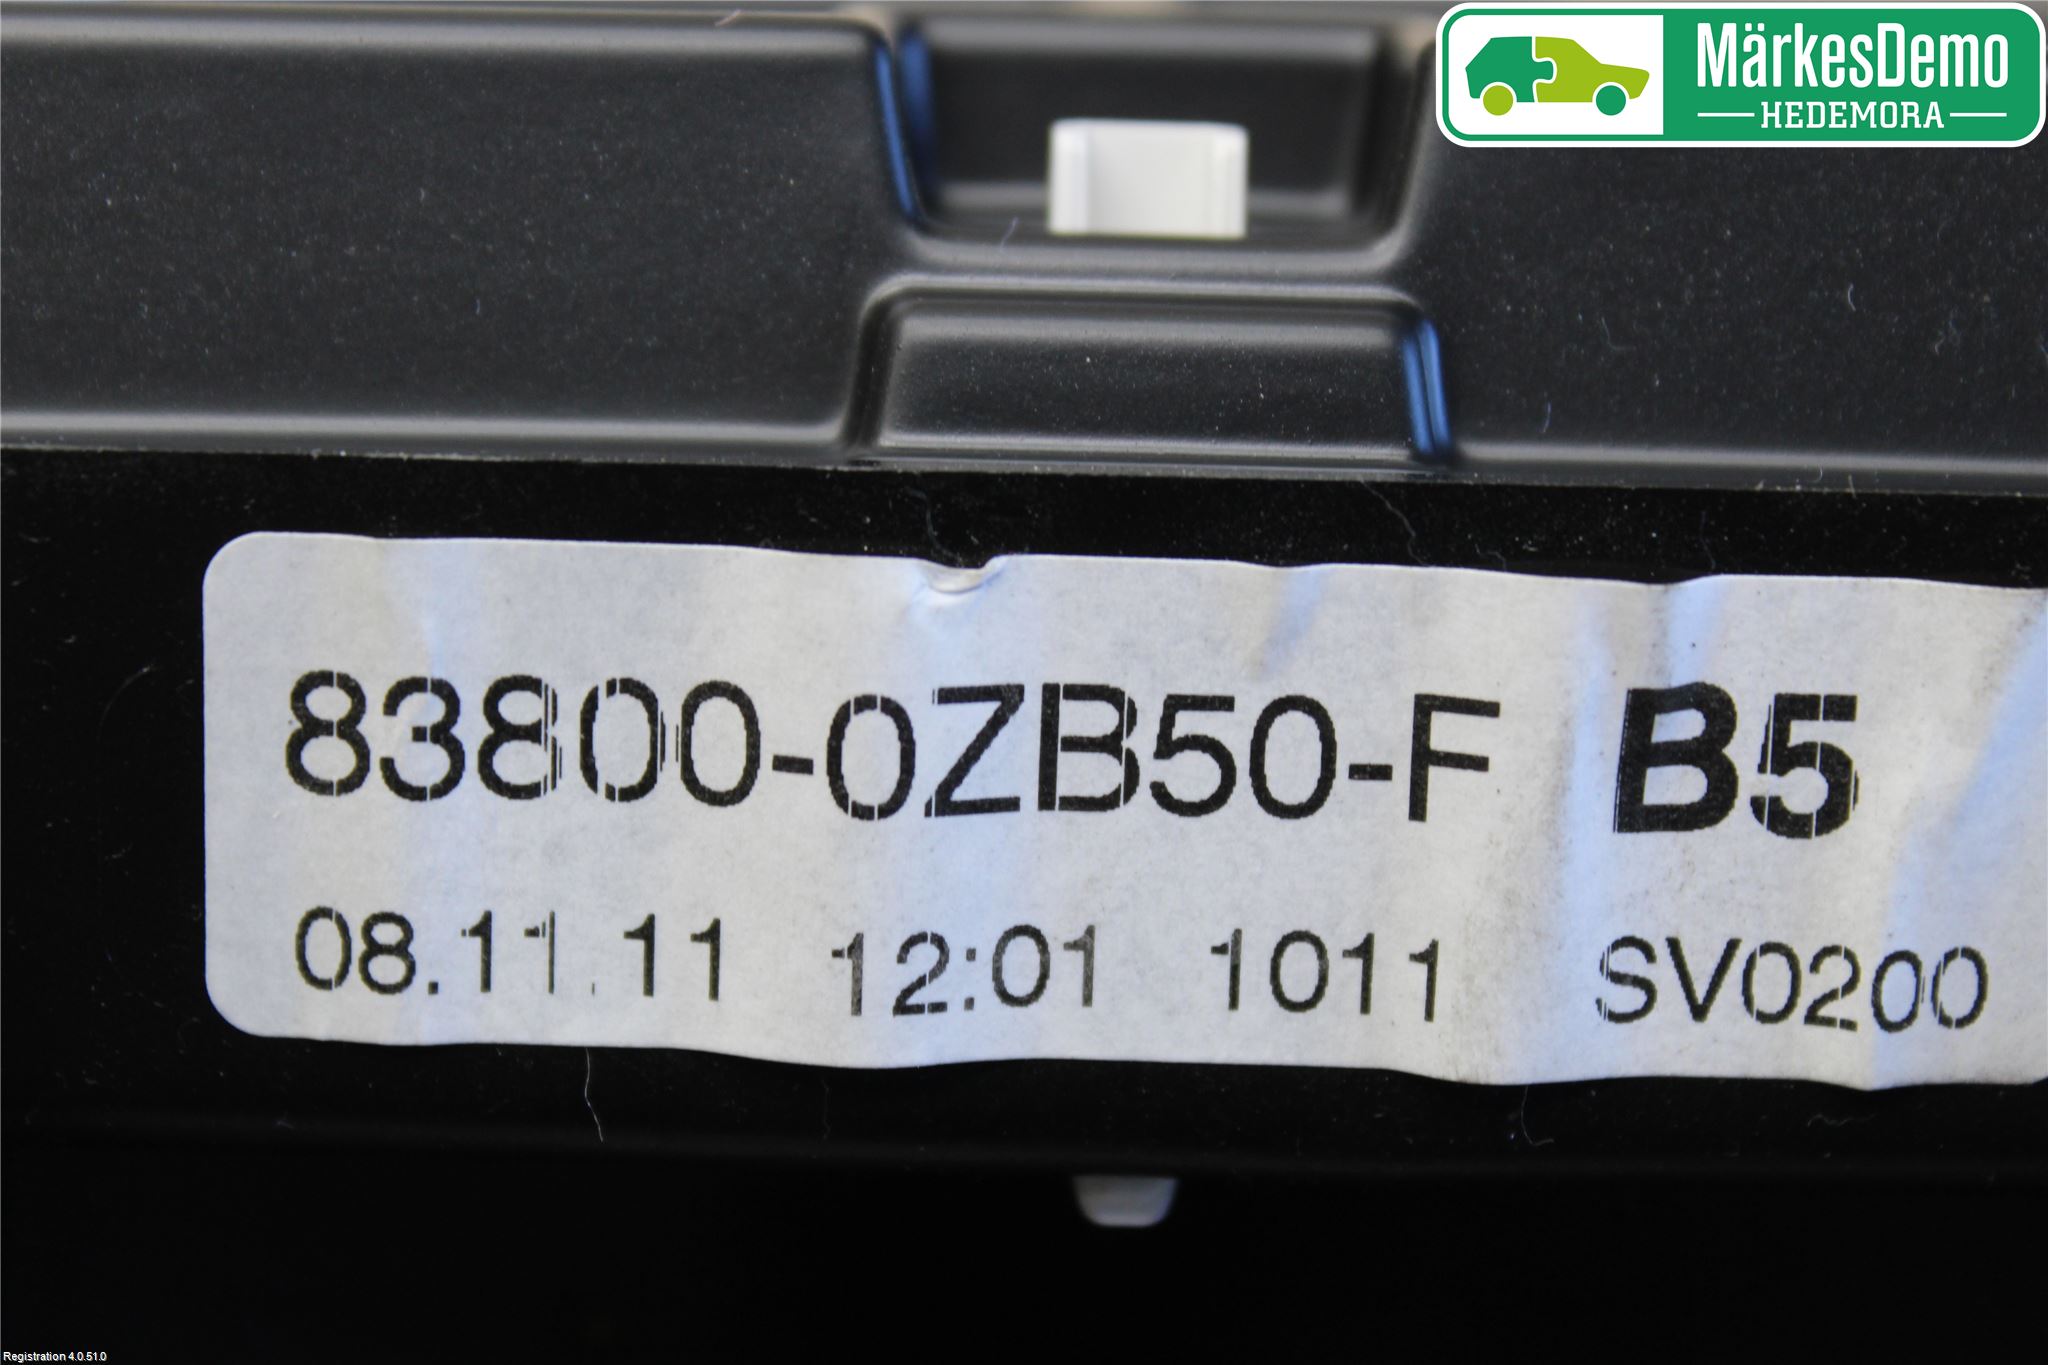 MärkesDemo
HEDEMORA
83800-0ZB50-F B5
08.11.11 12:01 1011 SV0200
Registration 4.0.51.0